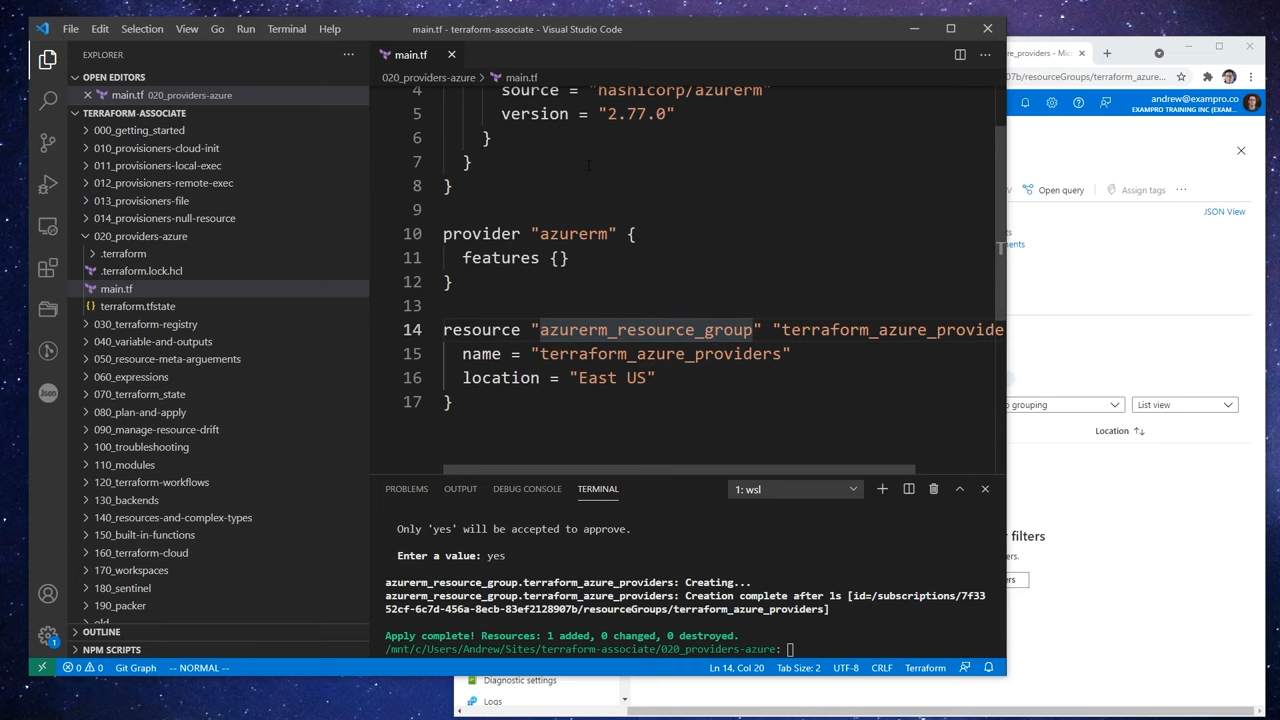 File Edit Selection View Go Run Terminal Help
main.tf - terraform-associate - Visual Studio Code
EXPLORER
OPEN EDITORS
main.tf 020_providers-azure
TERRAFORM-ASSOCIATE
000_getting_started
010_provisioners-cloud-init
011_provisioners-local-exec
012_provisioners-remote-exec
013_provisioners-file
014_provisioners-null-resource
020_providers-azure
.terraform
.terraform.lock.hcl
main.tf
{} terraform.tfstate
030_terraform-registry
040_variable-and-outputs
050_resource-meta-arguements
060_expressions
070_terraform_state
080_plan-and-apply
090_manage-resource-drift
100_troubleshooting
110_modules
120_terraform-workflows
130_backends
140_resources-and-complex-types
150_built-in-functions
160_terraform-cloud
170_workspaces
180_sentinel
190_packer
OUTLINE
NPM SCRIPTS
main.tf
020_providers-azure > main.tf
4 source = "hashicorp/azurerm"
5 version = "2.77.0"
6 }
7 }
8 }
9
10 provider "azurerm" {
11 features {}
12 }
13
14 resource "azurerm_resource_group" "terraform_azure_provide
15 name = "terraform_azure_providers"
16 location = "East US"
17 }
PROBLEMS OUTPUT DEBUG CONSOLE TERMINAL
1: wsl
Only 'yes' will be accepted to approve.
Enter a value: yes
azurerm_resource_group.terraform_azure_providers: Creating...
azurerm_resource_group.terraform_azure_providers: Creation complete after 1s [id=/subscriptions/7f33
52cf-6c7d-456a-8ecb-83ef2128907b/resourceGroups/terraform_azure_providers]
Apply complete! Resources: 1 added, 0 changed, 0 destroyed.
/mnt/c/Users/Andrew/Sites/terraform-associate/020_providers-azure:
1
0 0 Git Graph -- NORMAL -- Ln 14, Col 20 Tab Size: 2 UTF-8 CRLF Terraform
JSON
re_providers - Mic
07b/resourceGroups/terraform_azure...
andrew@exampro.co
EXAMPRO TRAINING INC (EXAM...
Open query
Assign tags
JSON View
ents
o grouping
List view
Location
r filters
ers.
ers
Diagnostic settings
Logs